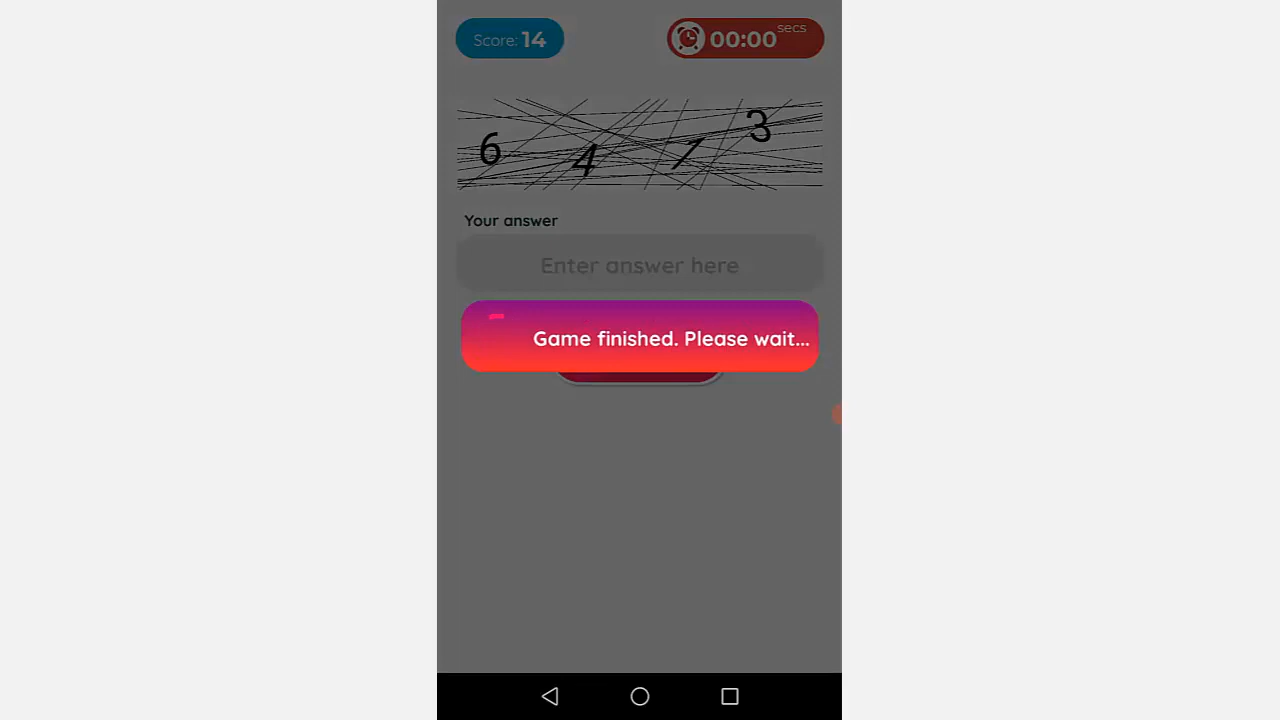 Score: 14
00:00 secs
6 4 7 3
Your answer
Enter answer here
Game finished. Please wait...